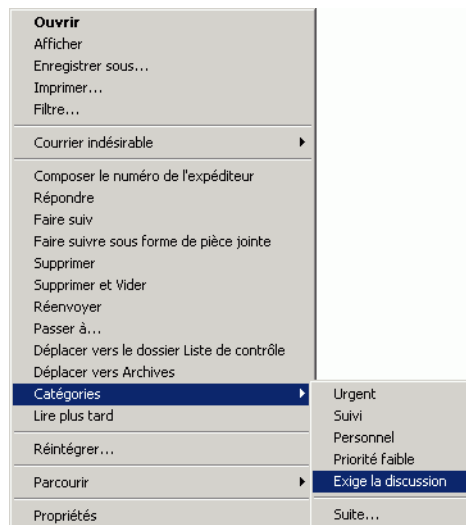 Ouvrir
Afficher
Enregistrer sous...
Imprimer...
Filtre...
Courrier indésirable
Composer le numéro de l'expéditeur
Répondre
Faire suiv
Faire suivre sous forme de pièce jointe
Supprimer
Supprimer et Vider
Réenvoyer
Passer à...
Déplacer vers le dossier Liste de contrôle
Déplacer vers Archives
Catégories
Lire plus tard
Réintégrer...
Parcourir
Propriétés
Urgent
Suivi
Personnel
Priorité faible
Exige la discussion
Suite...